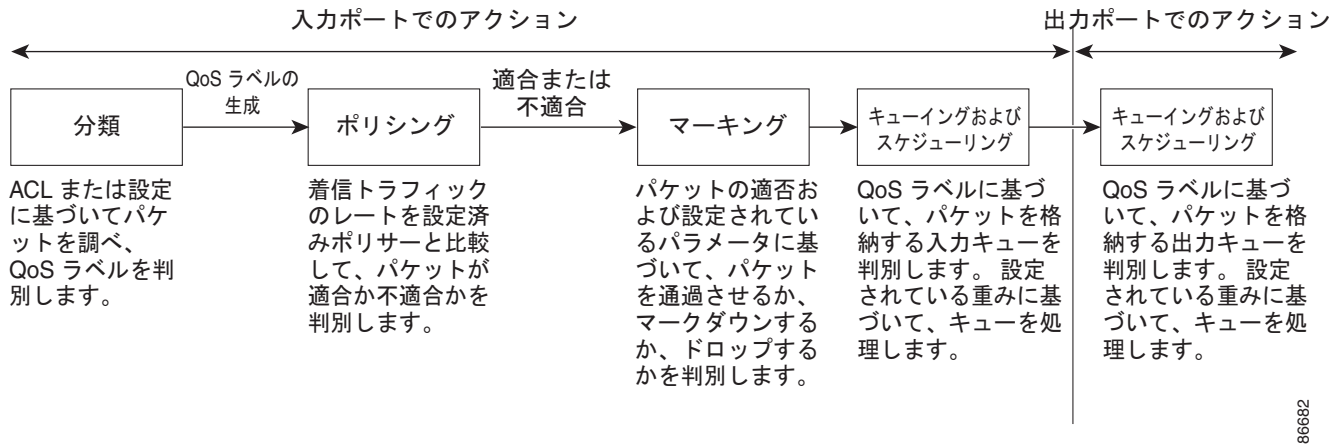 入力ポートでのアクション
出力ポートでのアクション
分類
QoS ラベルの
生成
ポリシング
適合または
不適合
マーキング
キューイングおよび
スケジューリング
キューイングおよび
スケジューリング
ACL または設定
に基づいてパケ
ットを調べ、
QoS ラベルを判
別します。
着信トラフィック
のレートを設定済
みポリサーと比較
して、パケットが
適合か不適合かを
判別します。
パケットの適否お
よび設定されてい
るパラメータに基
づいて、パケット
を通過させるか、
マークダウンする
か、ドロップする
かを判別します。
QoS ラベルに基づ
いて、パケットを格
納する入力キューを
判別します。 設定
されている重みに基
づいて、キューを処
理します。
QoS ラベルに基づ
いて、パケットを格
納する出力キューを
判別します。 設定
されている重みに基
づいて、キューを処
理します。
86682